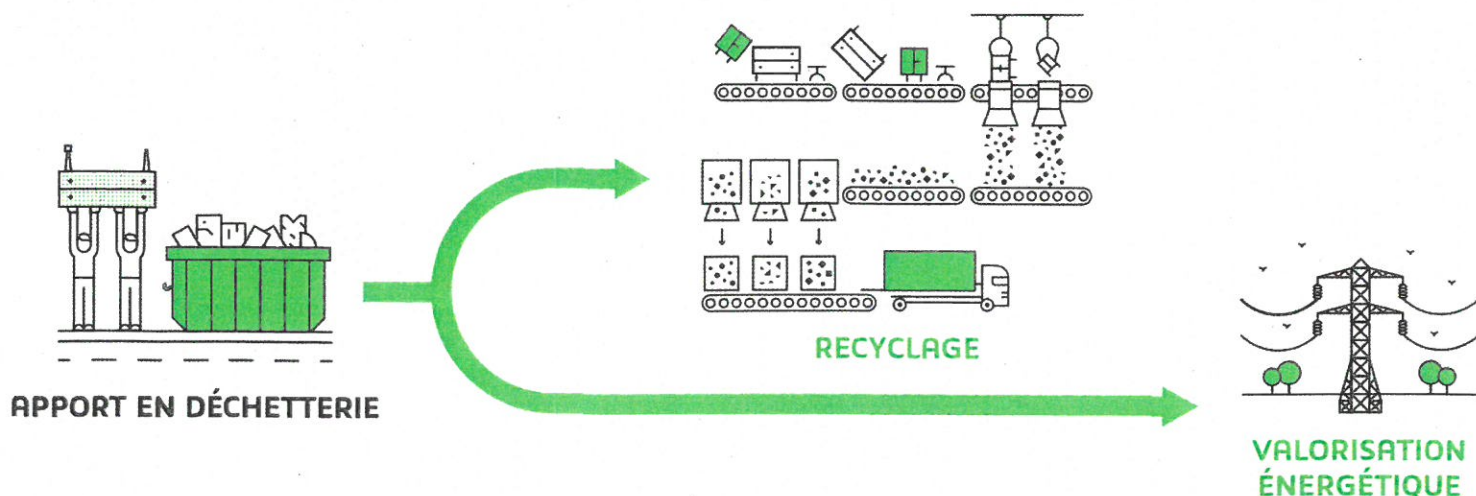 RECYCLAGE
APPORT EN DÉCHETTERIE
VALORISATION
ÉNERGÉTIQUE